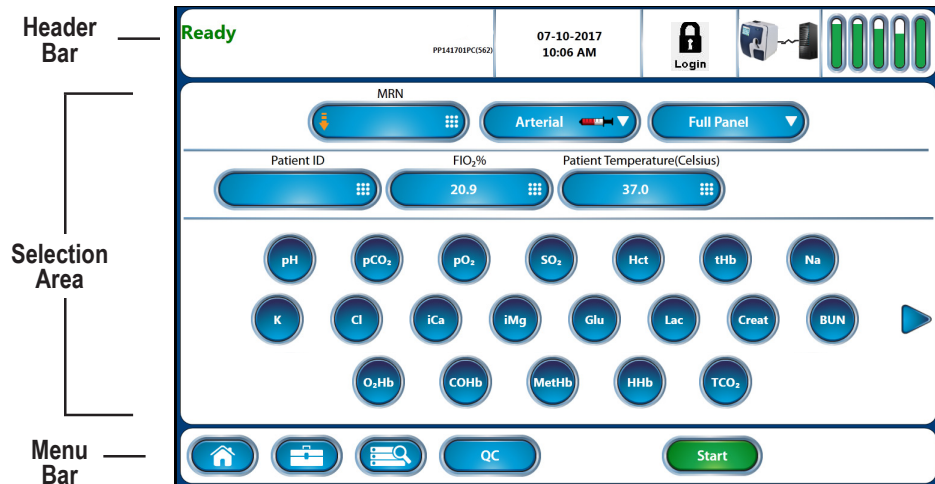 Header
Bar
Ready
PP141701PC(562)
07-10-2017
10:06 AM
Login
MRN
Arterial
Full Panel
Patient ID
FIO₂%
Patient Temperature(Celsius)
20.9
37.0
Selection
Area
pH
pCO₂
pO₂
SO₂
Hct
tHb
Na
K
Cl
iCa
iMg
Glu
Lac
Creat
BUN
O₂Hb
COHb
MetHb
HHb
TCO₂
Menu
Bar
QC
Start